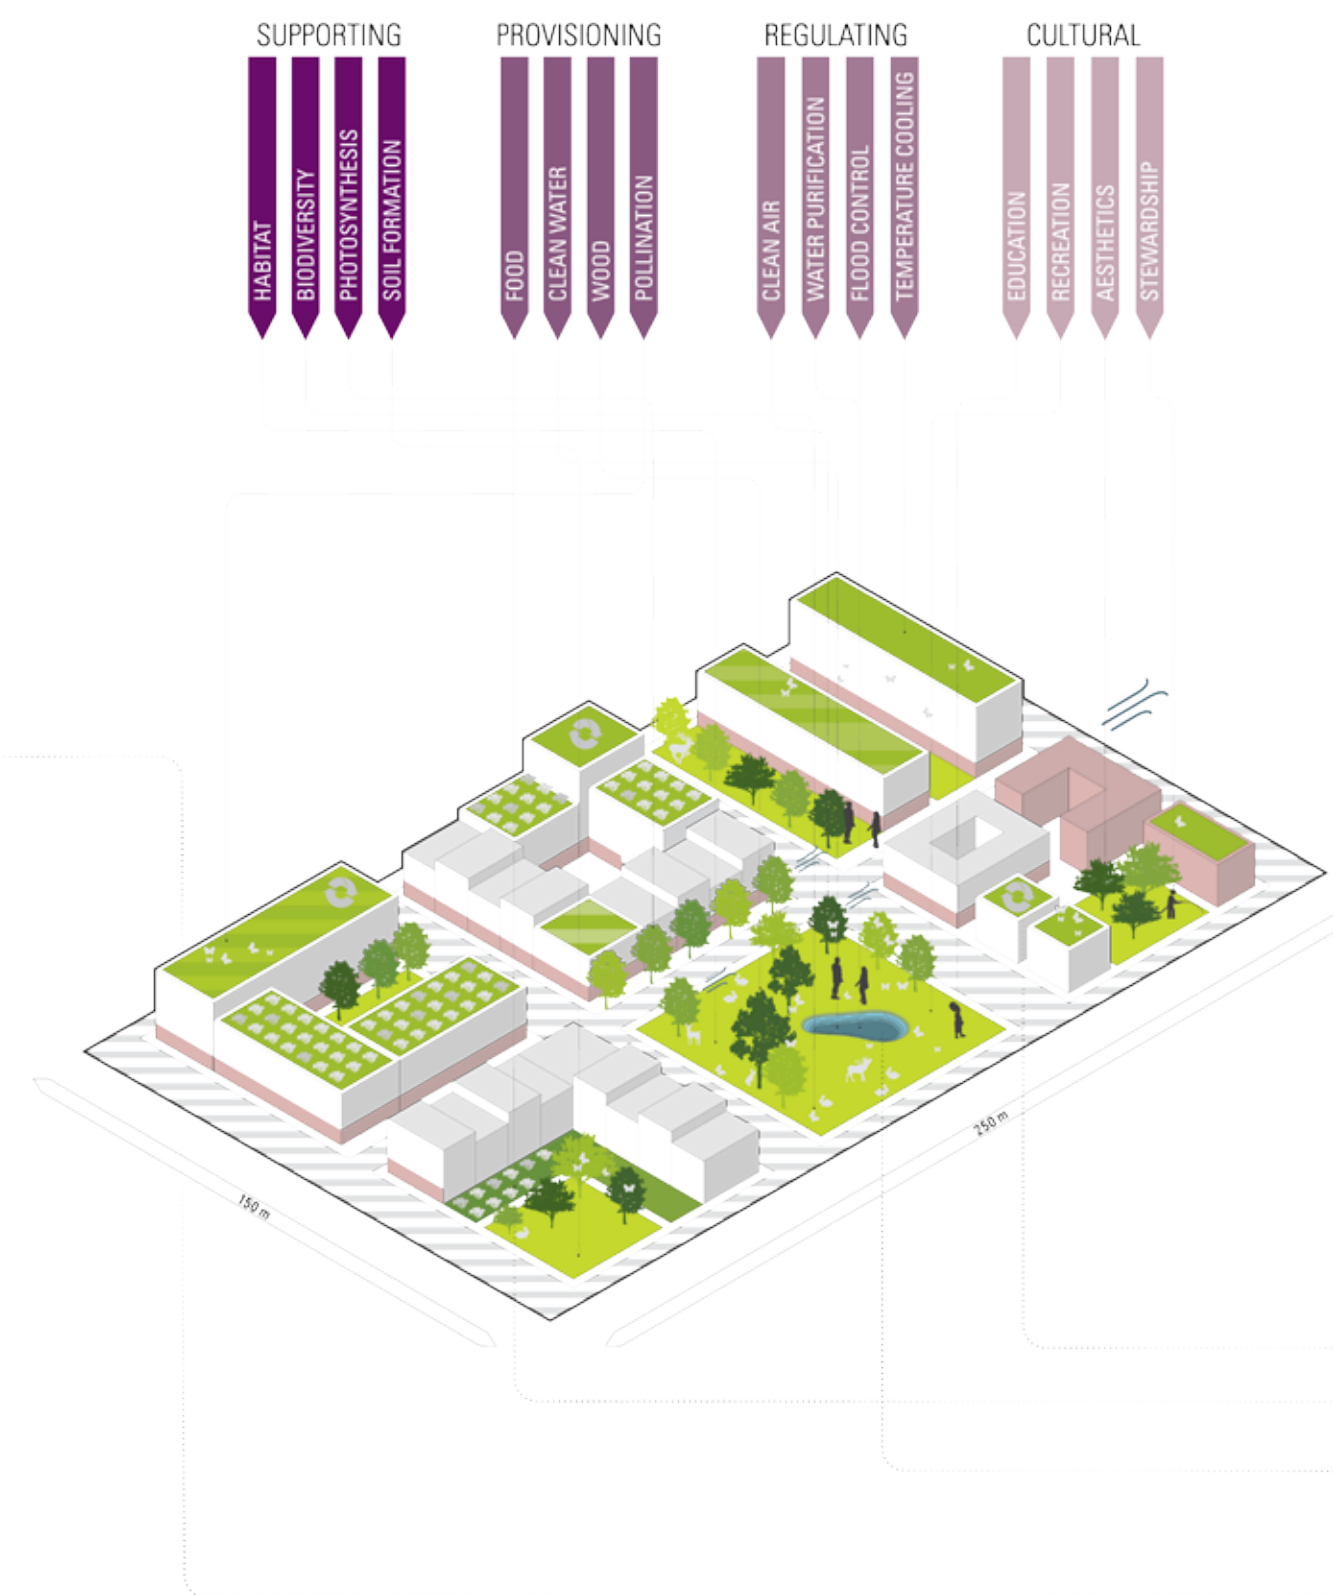 SUPPORTING
PROVISIONING
REGULATING
CULTURAL
HABITAT
BIODIVERSITY
PHOTOSYNTHESIS
SOIL FORMATION
FOOD
CLEAN WATER
WOOD
POLLINATION
CLEAN AIR
WATER PURIFICATION
FLOOD CONTROL
TEMPERATURE COOLING
EDUCATION
RECREATION
AESTHETICS
STEWARDSHIP
250 m
150 m